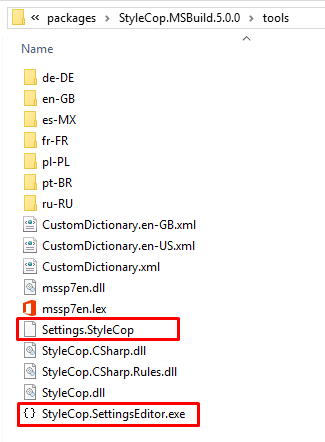 « packages › StyleCop.MSBuild.5.0.0 › tools
Name
de-DE
en-GB
es-MX
fr-FR
pl-PL
pt-BR
ru-RU
CustomDictionary.en-GB.xml
CustomDictionary.en-US.xml
CustomDictionary.xml
mssp7en.dll
mssp7en.lex
Settings.StyleCop
StyleCop.CSharp.dll
StyleCop.CSharp.Rules.dll
StyleCop.dll
StyleCop.SettingsEditor.exe